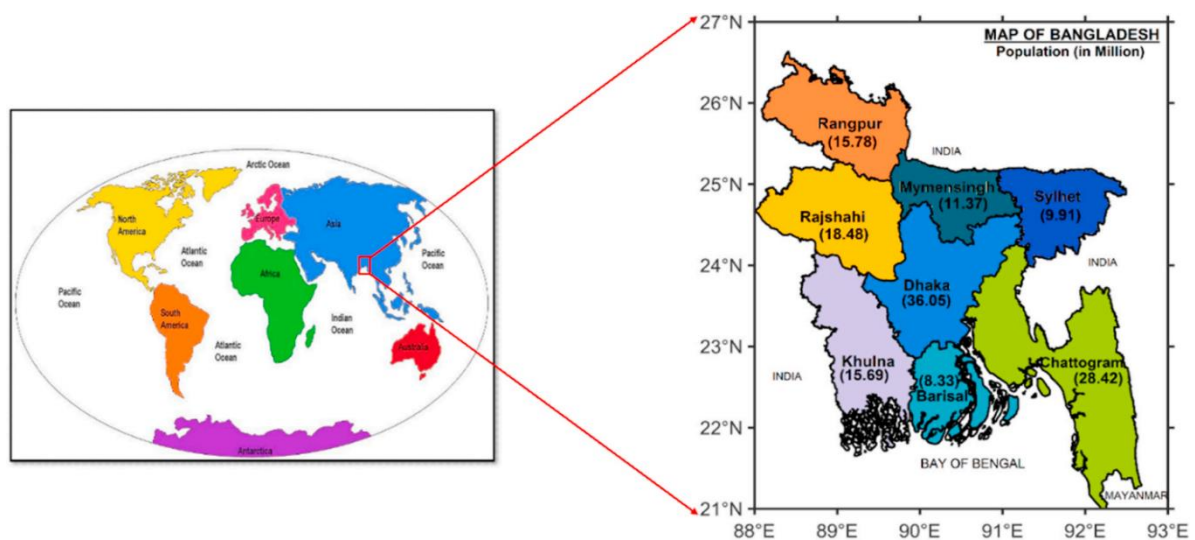 Arctic Ocean
North
America
Europe
Asia
Atlantic
Ocean
Pacific
Ocean
Africa
Pacific
Ocean
South
America
Indian
Ocean
Atlantic
Ocean
Australia
Antarctica
27°N
26°N
25°N
24°N
23°N
22°N
21°N
MAP OF BANGLADESH
Population (in Million)
Rangpur
(15.78)
INDIA
Mymensingh
(11.37)
Sylhet
(9.91)
Rajshahi
(18.48)
INDIA
Dhaka
(36.05)
Khulna
(15.69)
INDIA
(8.33)
Barisal
Chattogram
(28.42)
BAY OF BENGAL
MAYANMAR
88°E
89°E
90°E
91°E
92°E
93°E